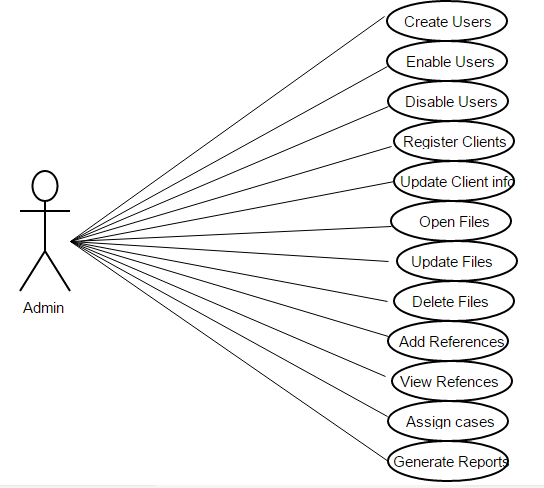 Create Users
Enable Users
Disable Users
Register Clients
Update Client info
Open Files
Update Files
Delete Files
Admin
Add References
View Refences
Assign cases
Generate Reports